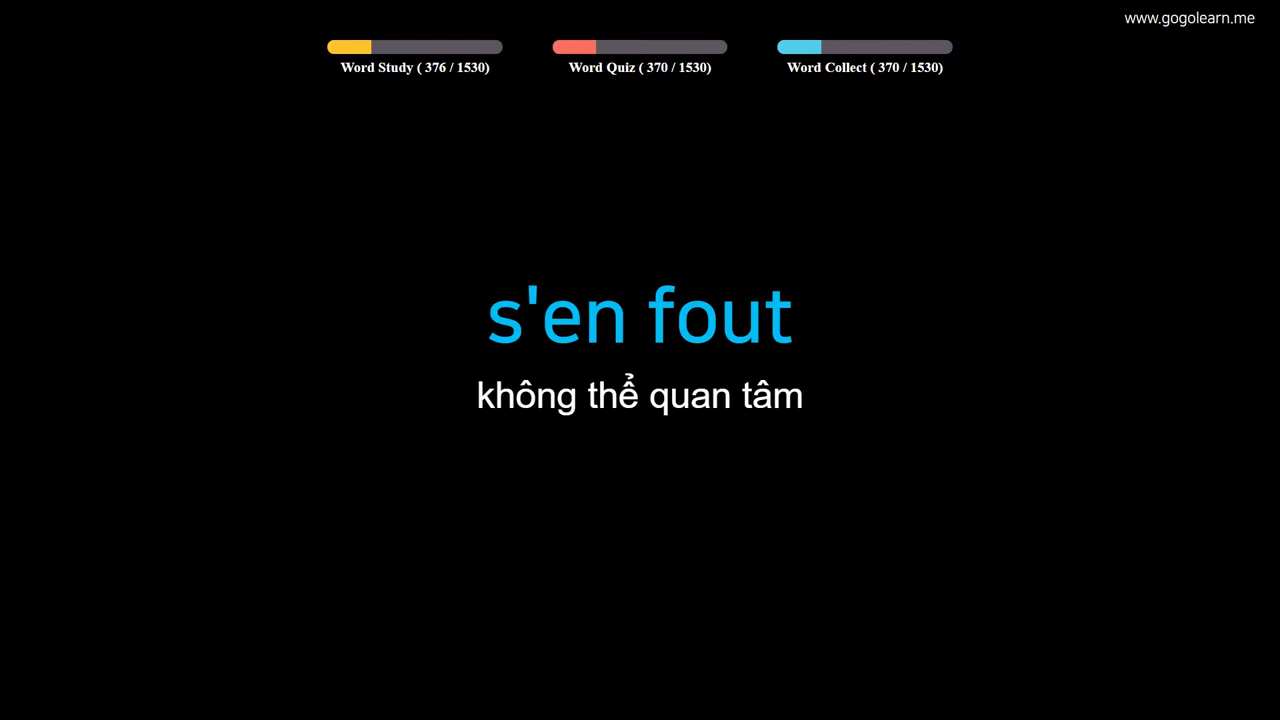 www.gogolearn.me
Word Study ( 376 / 1530)
Word Quiz ( 370 / 1530)
Word Collect ( 370 / 1530)
s'en fout
không thể quan tâm